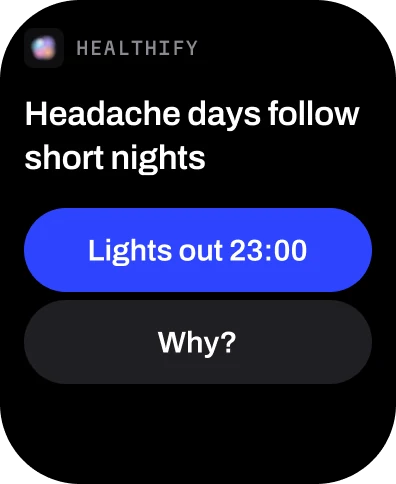 HEALTHIFY
Headache days follow
short nights
Lights out 23:00
Why?